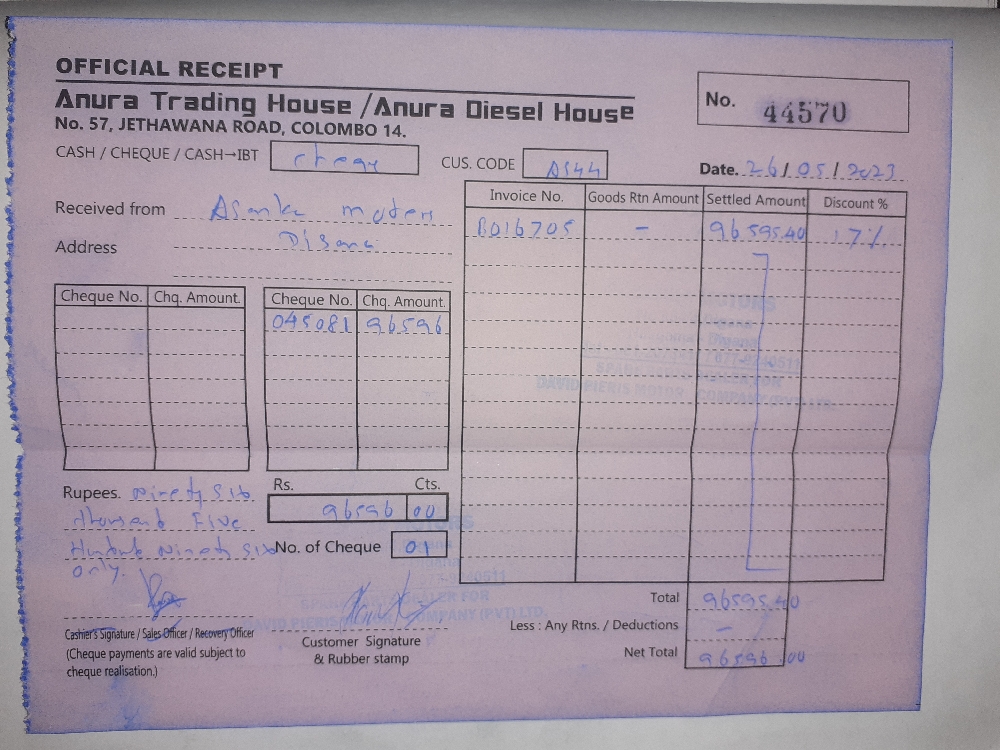 OFFICIAL RECEIPT
Anura Trading House /Anura Diesel House
No. 57, JETHAWANA ROAD, COLOMBO 14.
No. 44570
CASH / CHEQUE / CASH→IBT
CUS. CODE AS44
Date. 26/05/2023
Received from Asanka moters
Address
Invoice No. Goods Rtn Amount Settled Amount Discount %
B016705 - 96595.40 17%
Cheque No. Chq. Amount. Cheque No. Chq. Amount.
045081 96596
DAVID PIERIS MOTOR COMPANY (PVT) LTD.
Rupees. Ninety Six
thousand Five
Ninety six
only.
Rs. Cts.
96596 00
No. of Cheque 01
Total 96595.40
Less : Any Rtns. / Deductions -
Net Total 96596.00
Cashier's Signature / Sales Officer / Recovery Officer
(Cheque payments are valid subject to
cheque realisation.)
Customer Signature
& Rubber stamp